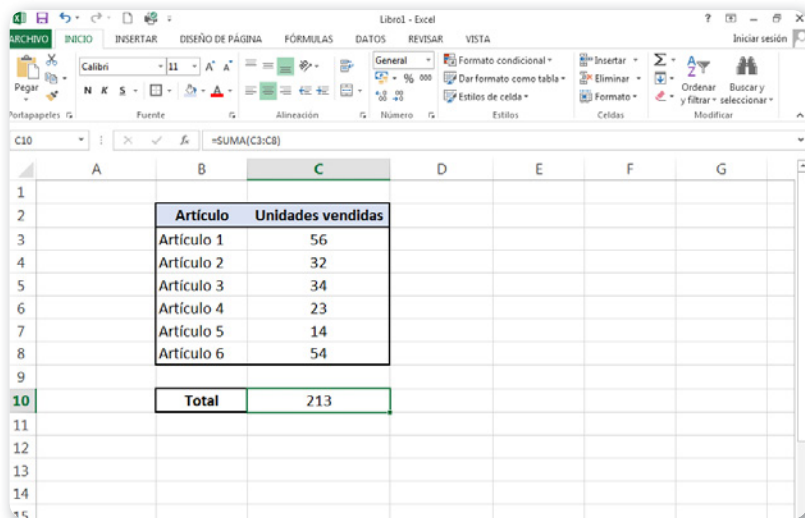 Libro1 - Excel
?
ARCHIVO INICIO INSERTAR DISEÑO DE PÁGINA FÓRMULAS DATOS REVISAR VISTA Iniciar sesión
Pegar
Calibri 11 A A
N K S A
General
% 000
Formato condicional
Dar formato como tabla
Estilos de celda
Insertar
Eliminar
Formato
Σ
A Z
Ordenar y filtrar
Buscar y seleccionar
Portapapeles Fuente Alineación Número Estilos Celdas Modificar
C10 fx =SUMA(C3:C8)
A B C D E F G
1
2 Artículo Unidades vendidas
3 Artículo 1 56
4 Artículo 2 32
5 Artículo 3 34
6 Artículo 4 23
7 Artículo 5 14
8 Artículo 6 54
9
10 Total 213
11
12
13
14
15